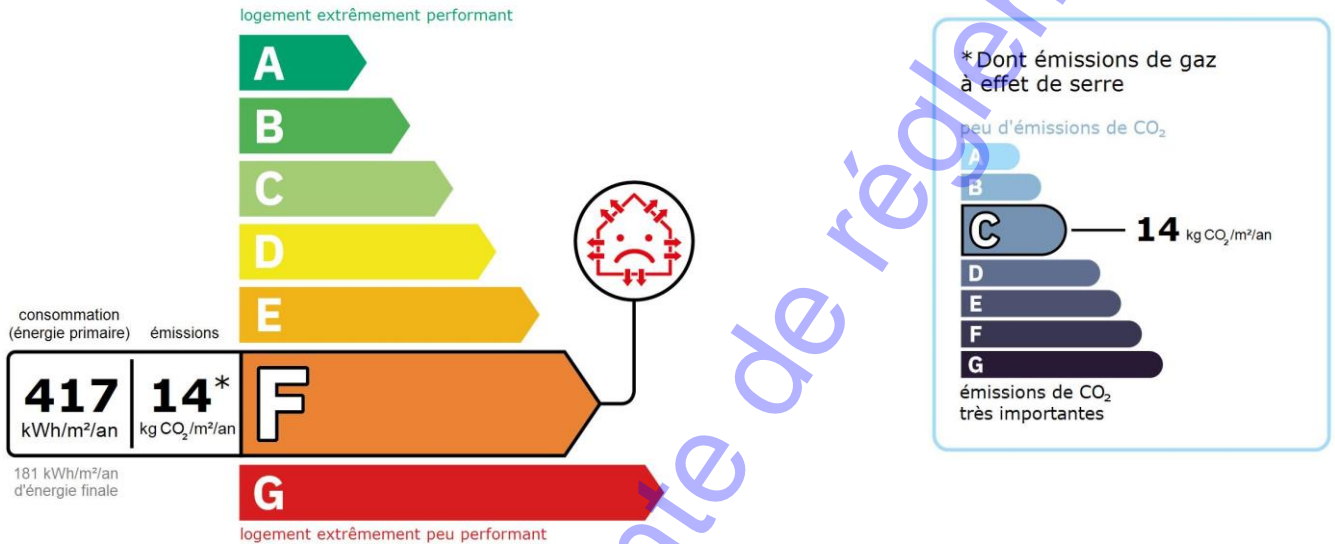 logement extrêmement performant
A
B
C
D
E
consommation
(énergie primaire) émissions
417 14*
kWh/m²/an kg CO₂/m²/an
F
181 kWh/m²/an
d'énergie finale
G
logement extrêmement peu performant
* Dont émissions de gaz
à effet de serre
peu d'émissions de CO₂
A
B
C 14 kg CO₂/m²/an
D
E
F
G
émissions de CO₂
très importantes
de